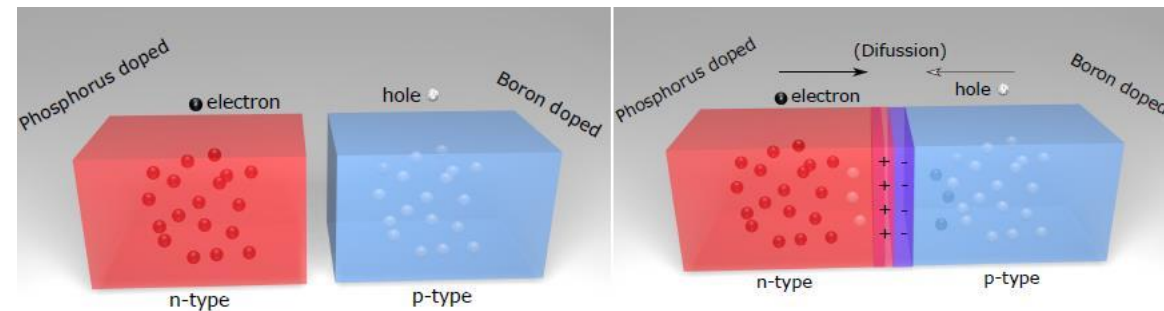 Phosphorus doped
electron
hole
Boron doped
n-type
p-type
Phosphorus doped
(Difussion)
electron
hole
Boron doped
+ -
+ -
+ -
+ -
n-type
p-type